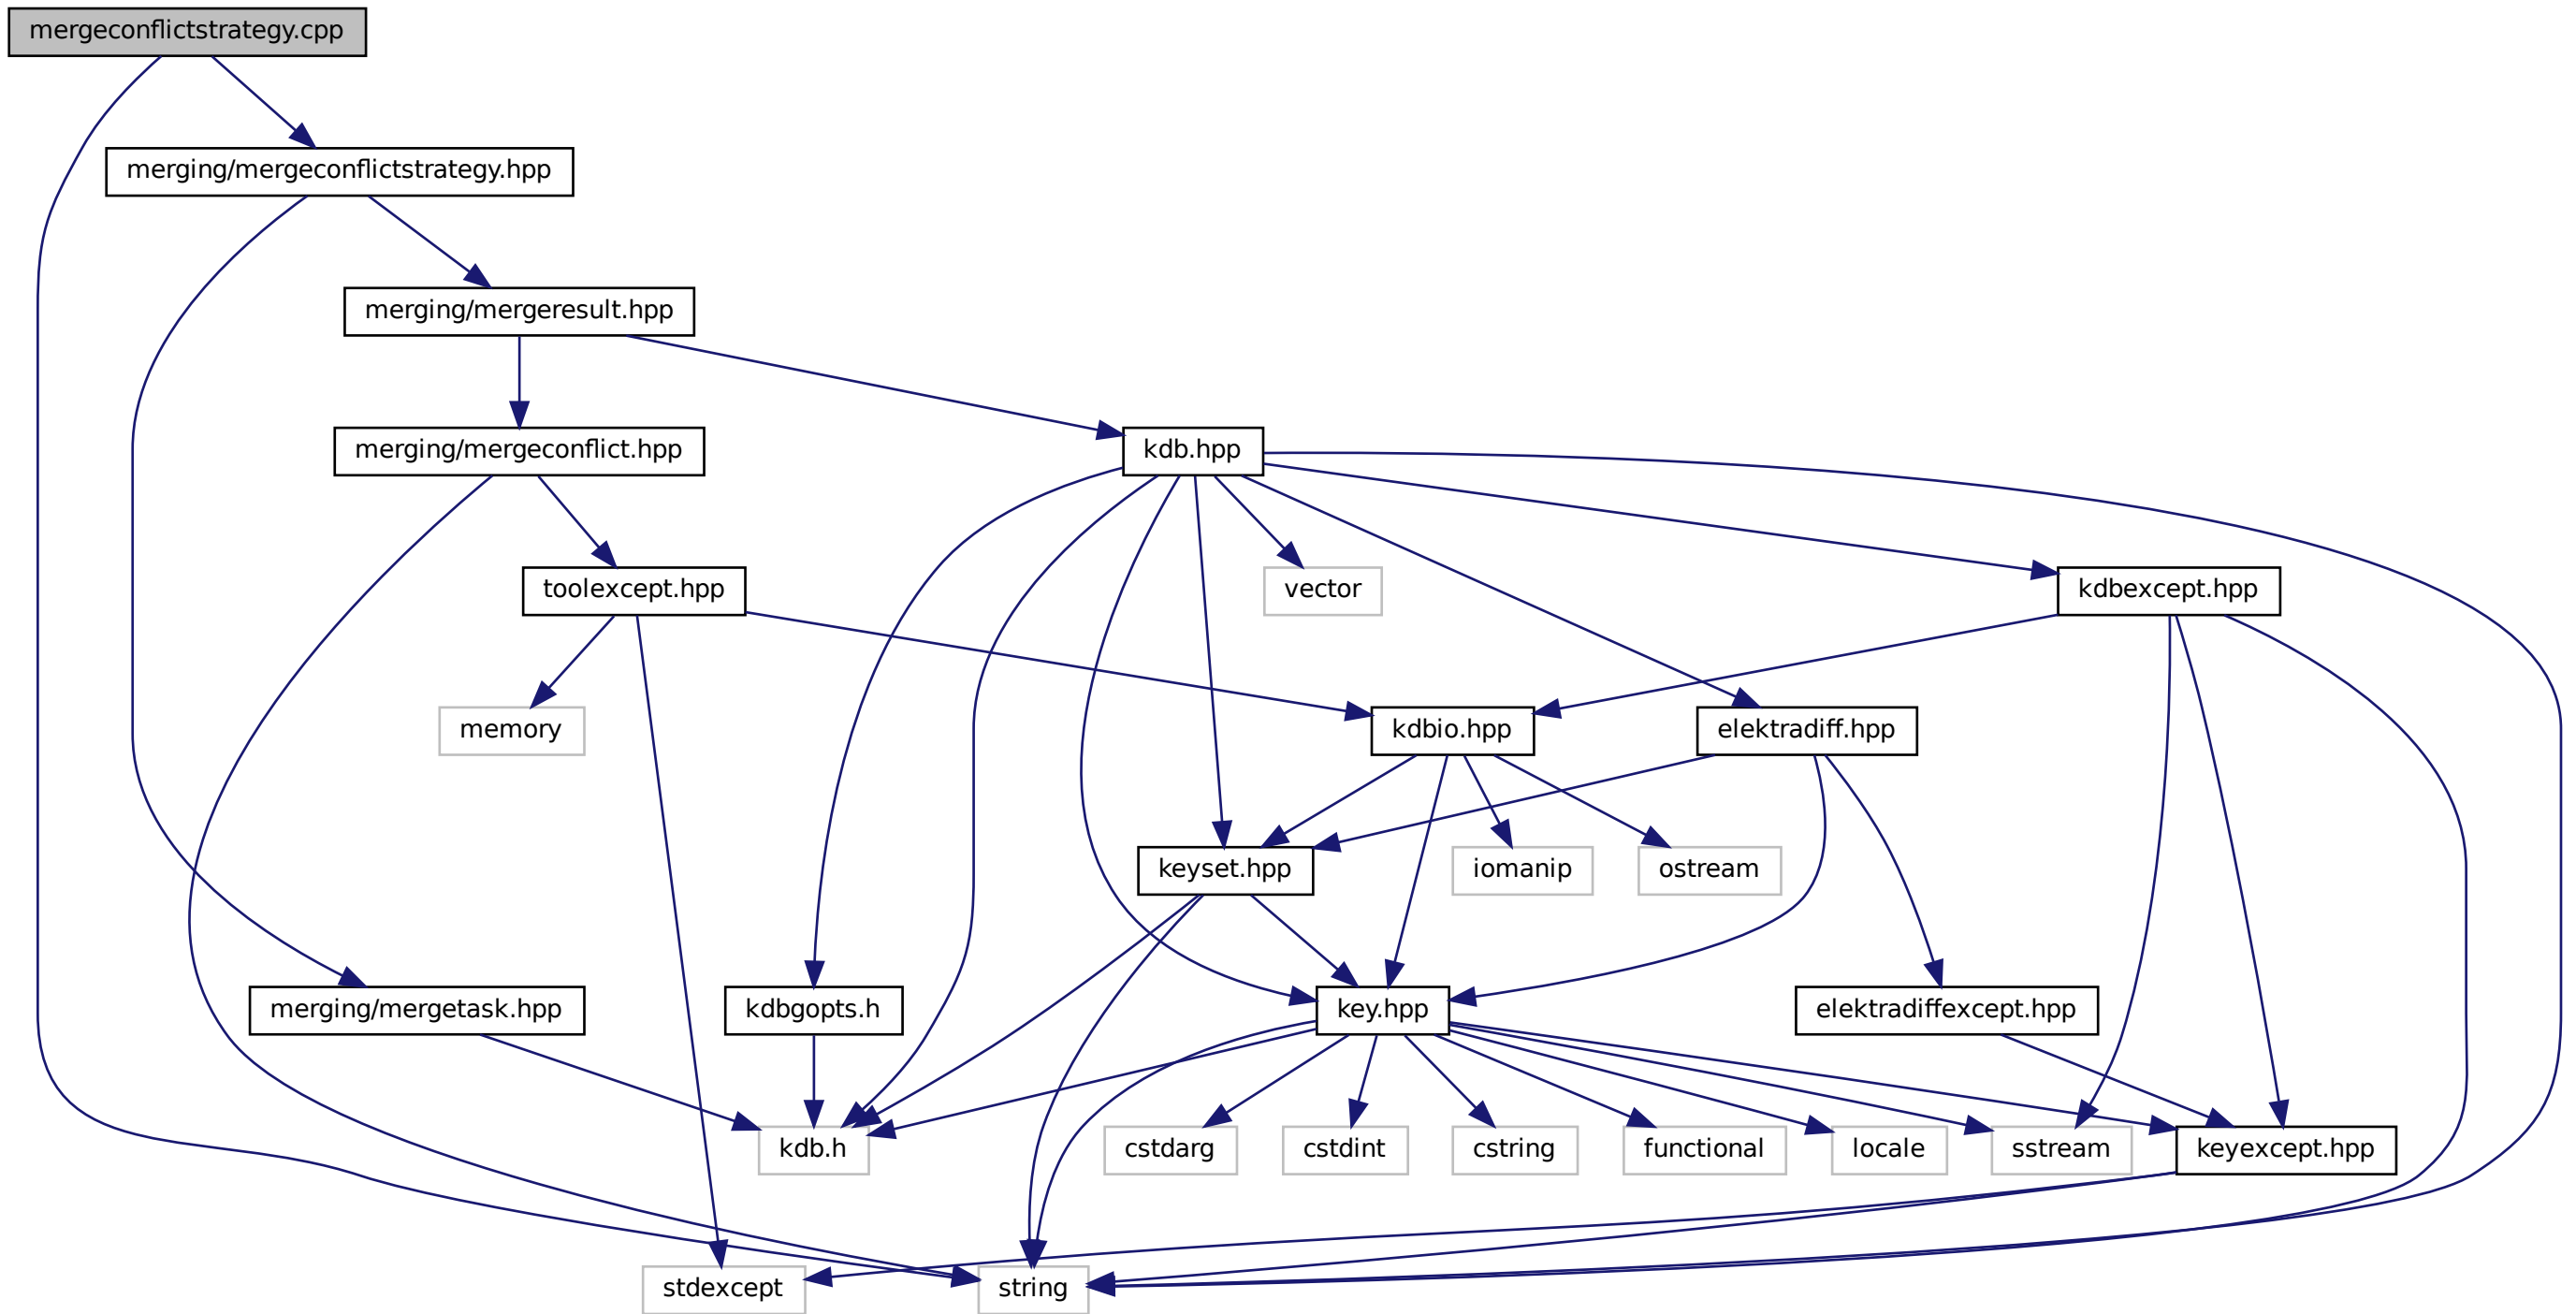 mergeconflictstrategy.cpp
merging/mergeconflictstrategy.hpp
merging/mergeresult.hpp
merging/mergeconflict.hpp
kdb.hpp
toolexcept.hpp
vector
kdbexcept.hpp
memory
kdbio.hpp
elektradiff.hpp
keyset.hpp
iomanip
ostream
merging/mergetask.hpp
kdbgopts.h
key.hpp
elektradiffexcept.hpp
kdb.h
cstdarg
cstdint
cstring
functional
locale
sstream
keyexcept.hpp
stdexcept
string